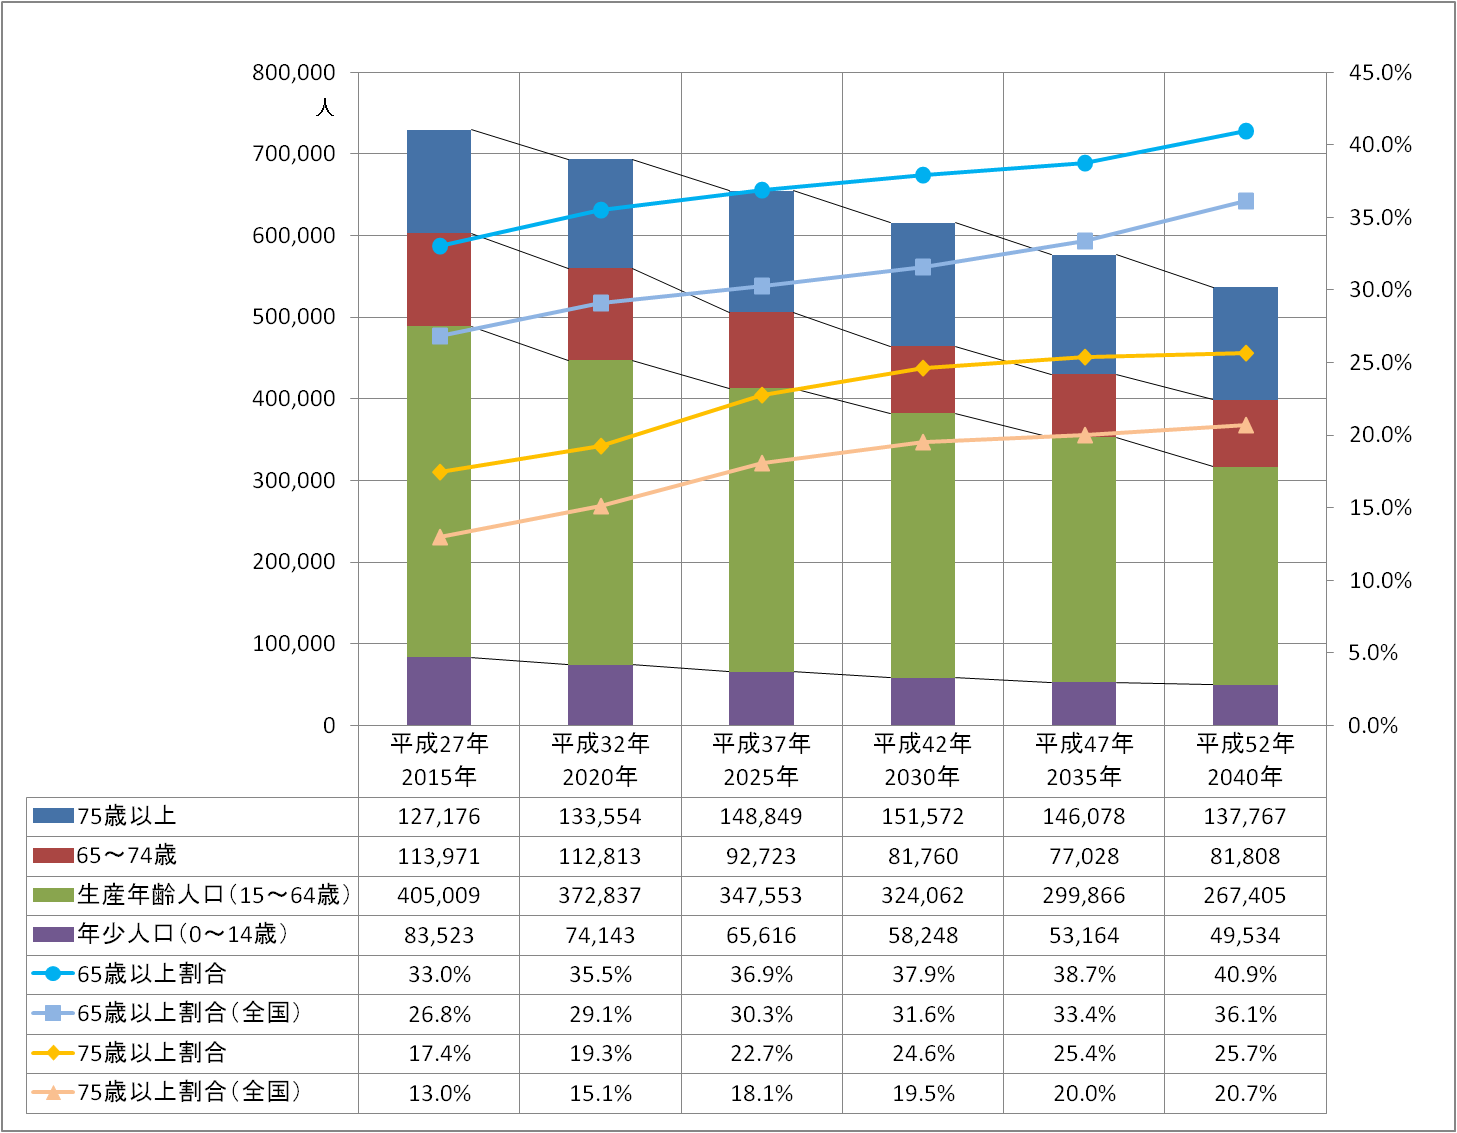 800,000
人
700,000
600,000
500,000
400,000
300,000
200,000
100,000
0
45.0%
40.0%
35.0%
30.0%
25.0%
20.0%
15.0%
10.0%
5.0%
0.0%
平成27年 平成32年 平成37年 平成42年 平成47年 平成52年
2015年 2020年 2025年 2030年 2035年 2040年
75歳以上 127,176 133,554 148,849 151,572 146,078 137,767
65～74歳 113,971 112,813 92,723 81,760 77,028 81,808
生産年齢人口（15～64歳） 405,009 372,837 347,553 324,062 299,866 267,405
年少人口（0～14歳） 83,523 74,143 65,616 58,248 53,164 49,534
65歳以上割合 33.0% 35.5% 36.9% 37.9% 38.7% 40.9%
65歳以上割合（全国） 26.8% 29.1% 30.3% 31.6% 33.4% 36.1%
75歳以上割合 17.4% 19.3% 22.7% 24.6% 25.4% 25.7%
75歳以上割合（全国） 13.0% 15.1% 18.1% 19.5% 20.0% 20.7%